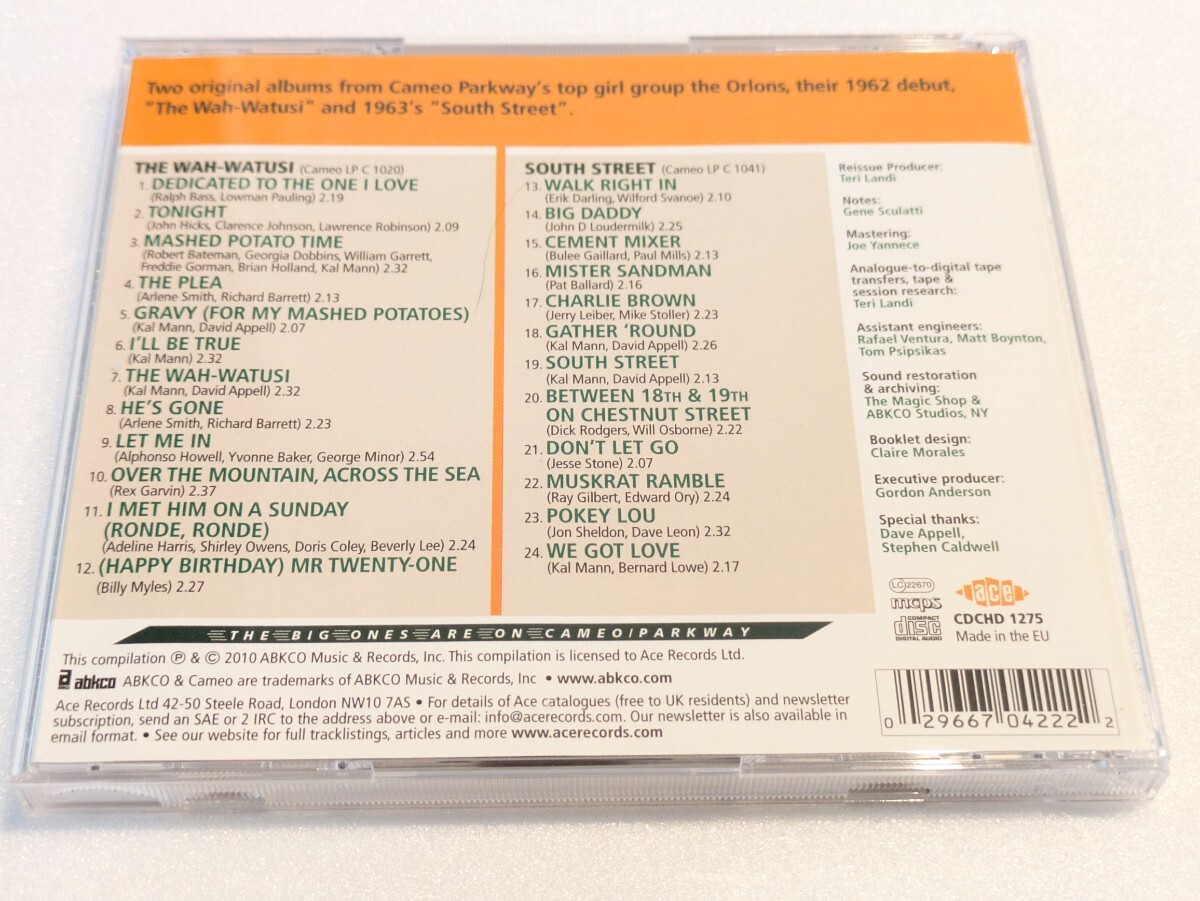 Two original albums from Cameo Parkway's top girl group the Orlons, their 1962 debut,
"The Wah-Watusi" and 1963's "South Street".
THE WAH-WATUSI (Cameo LP C 1020)
1. DEDICATED TO THE ONE I LOVE
(Ralph Bass, Lowman Pauling) 2.19
2. TONIGHT
(John Hicks, Clarence Johnson, Lawrence Robinson) 2.09
3. MASHED POTATO TIME
(Robert Bateman, Georgia Dobbins, William Garrett,
Freddie Gorman, Brian Holland, Kal Mann) 2.32
4. THE PLEA
(Arlene Smith, Richard Barrett) 2.13
5. GRAVY (FOR MY MASHED POTATOES)
(Kal Mann, David Appell) 2.07
6. I'LL BE TRUE
(Kal Mann) 2.32
7. THE WAH-WATUSI
(Kal Mann, David Appell) 2.32
8. HE'S GONE
(Arlene Smith, Richard Barrett) 2.23
9. LET ME IN
(Alphonso Howell, Yvonne Baker, George Minor) 2.54
10. OVER THE MOUNTAIN, ACROSS THE SEA
(Rex Garvin) 2.37
11. I MET HIM ON A SUNDAY
(RONDE, RONDE)
(Adeline Harris, Shirley Owens, Doris Coley, Beverly Lee) 2.24
12. (HAPPY BIRTHDAY) MR TWENTY-ONE
(Billy Myles) 2.27
SOUTH STREET (Cameo LP C 1041)
13. WALK RIGHT IN
(Erik Darling, Wilford Svanoe) 2.10
14. BIG DADDY
(John D Loudermilk) 2.25
15. CEMENT MIXER
(Bulee Gaillard, Paul Mills) 2.13
16. MISTER SANDMAN
(Pat Ballard) 2.16
17. CHARLIE BROWN
(Jerry Leiber, Mike Stoller) 2.23
18. GATHER 'ROUND
(Kal Mann, David Appell) 2.26
19. SOUTH STREET
(Kal Mann, David Appell) 2.13
20. BETWEEN 18TH & 19TH
ON CHESTNUT STREET
(Dick Rodgers, Will Osborne) 2.22
21. DON'T LET GO
(Jesse Stone) 2.07
22. MUSKRAT RAMBLE
(Ray Gilbert, Edward Ory) 2.24
23. POKEY LOU
(Jon Sheldon, Dave Leon) 2.32
24. WE GOT LOVE
(Kal Mann, Bernard Lowe) 2.17
Reissue Producer:
Teri Landi
Notes:
Gene Sculatti
Mastering:
Joe Yannece
Analogue-to-digital tape
transfers, tape &
session research:
Teri Landi
Assistant engineers:
Rafael Ventura, Matt Boynton,
Tom Psipsikas
Sound restoration
& archiving:
The Magic Shop &
ABKCO Studios, NY
Booklet design:
Claire Morales
Executive producer:
Gordon Anderson
Special thanks:
Dave Appell,
Stephen Caldwell
LC 22670
mcps
COMPACT
disc
DIGITAL AUDIO
ace
CDCHD 1275
Made in the EU
THE BIG ONES ARE ON CAMEO/PARKWAY
This compilation ℗ & © 2010 ABKCO Music & Records, Inc. This compilation is licensed to Ace Records Ltd.
a abkco ABKCO & Cameo are trademarks of ABKCO Music & Records, Inc • www.abkco.com
Ace Records Ltd 42-50 Steele Road, London NW10 7AS • For details of Ace catalogues (free to UK residents) and newsletter
subscription, send an SAE or 2 IRC to the address above or e-mail: info@acerecords.com. Our newsletter is also available in
email format. • See our website for full tracklistings, articles and more www.acerecords.com
0 29667 04222 2